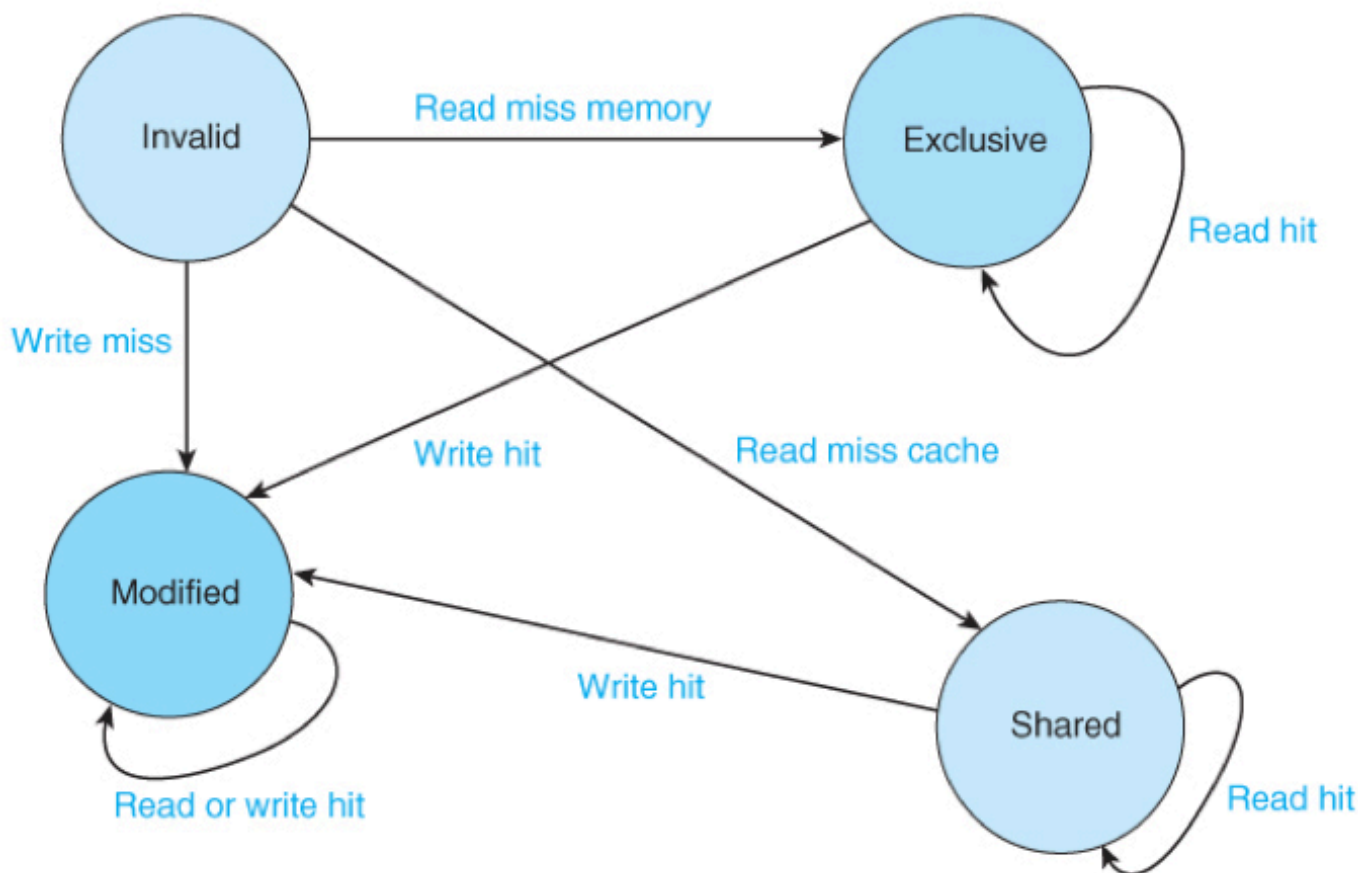 Invalid
Read miss memory
Exclusive
Read hit
Write miss
Write hit
Read miss cache
Modified
Write hit
Shared
Read or write hit
Read hit